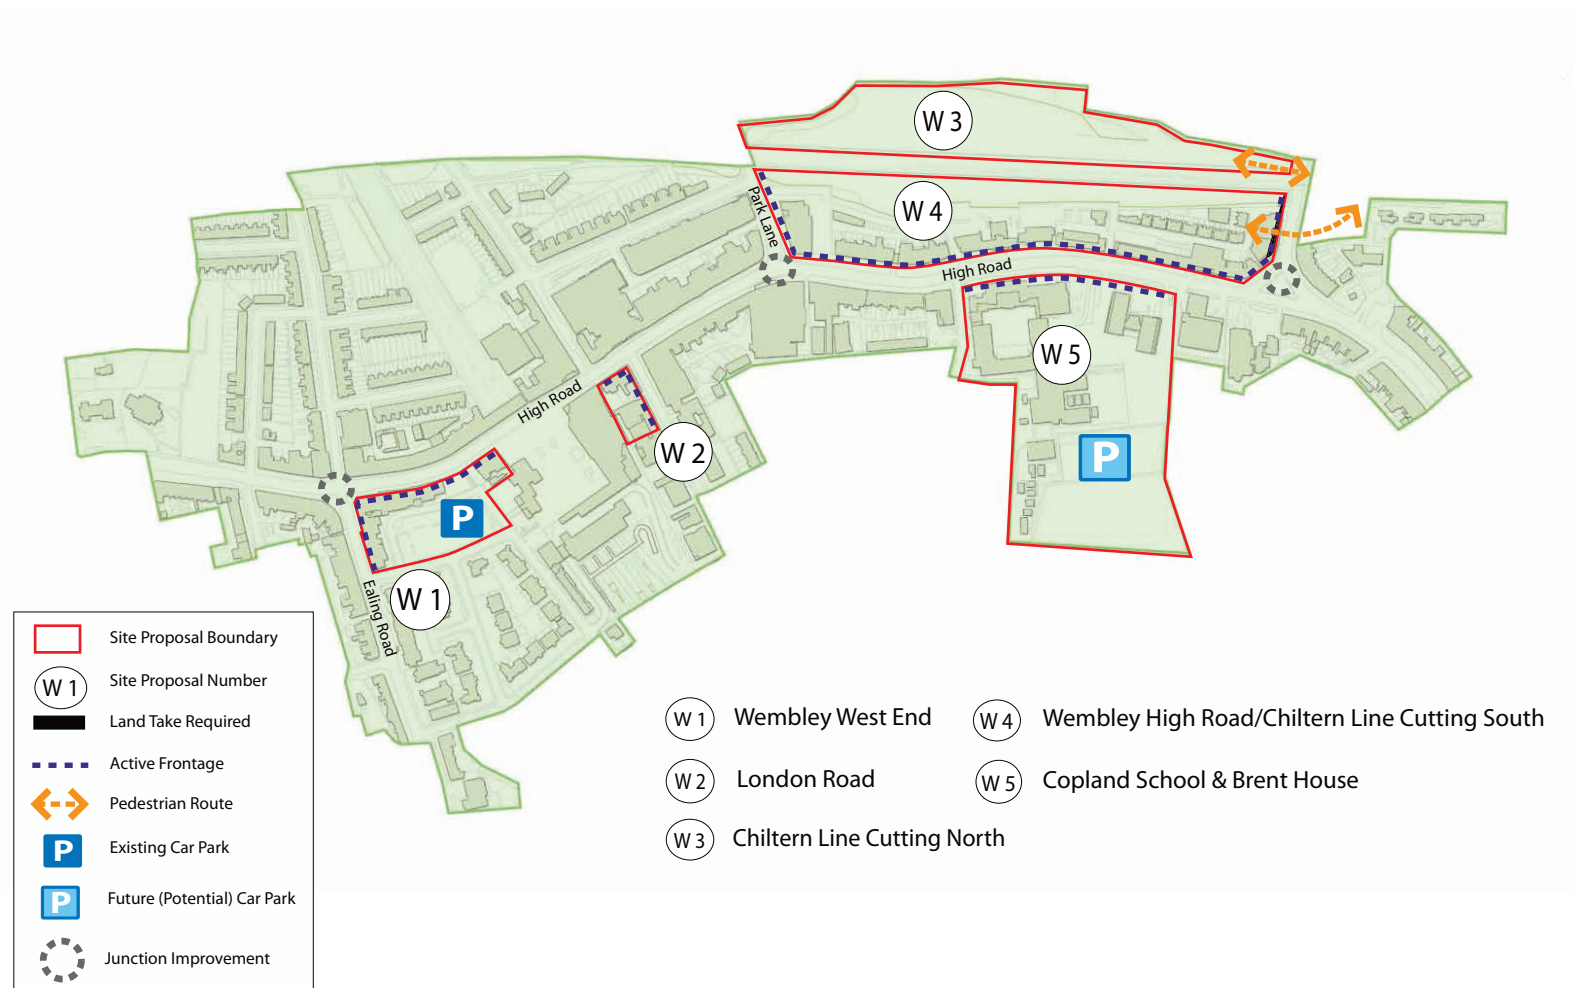 W 3
W 4
Park Lane
High Road
W 5
High Road
W 2
P
P
W 1
Ealing Road
Site Proposal Boundary
W 1 Site Proposal Number
Land Take Required
Active Frontage
Pedestrian Route
P Existing Car Park
P Future (Potential) Car Park
Junction Improvement
W 1 Wembley West End
W 2 London Road
W 3 Chiltern Line Cutting North
W 4 Wembley High Road/Chiltern Line Cutting South
W 5 Copland School & Brent House